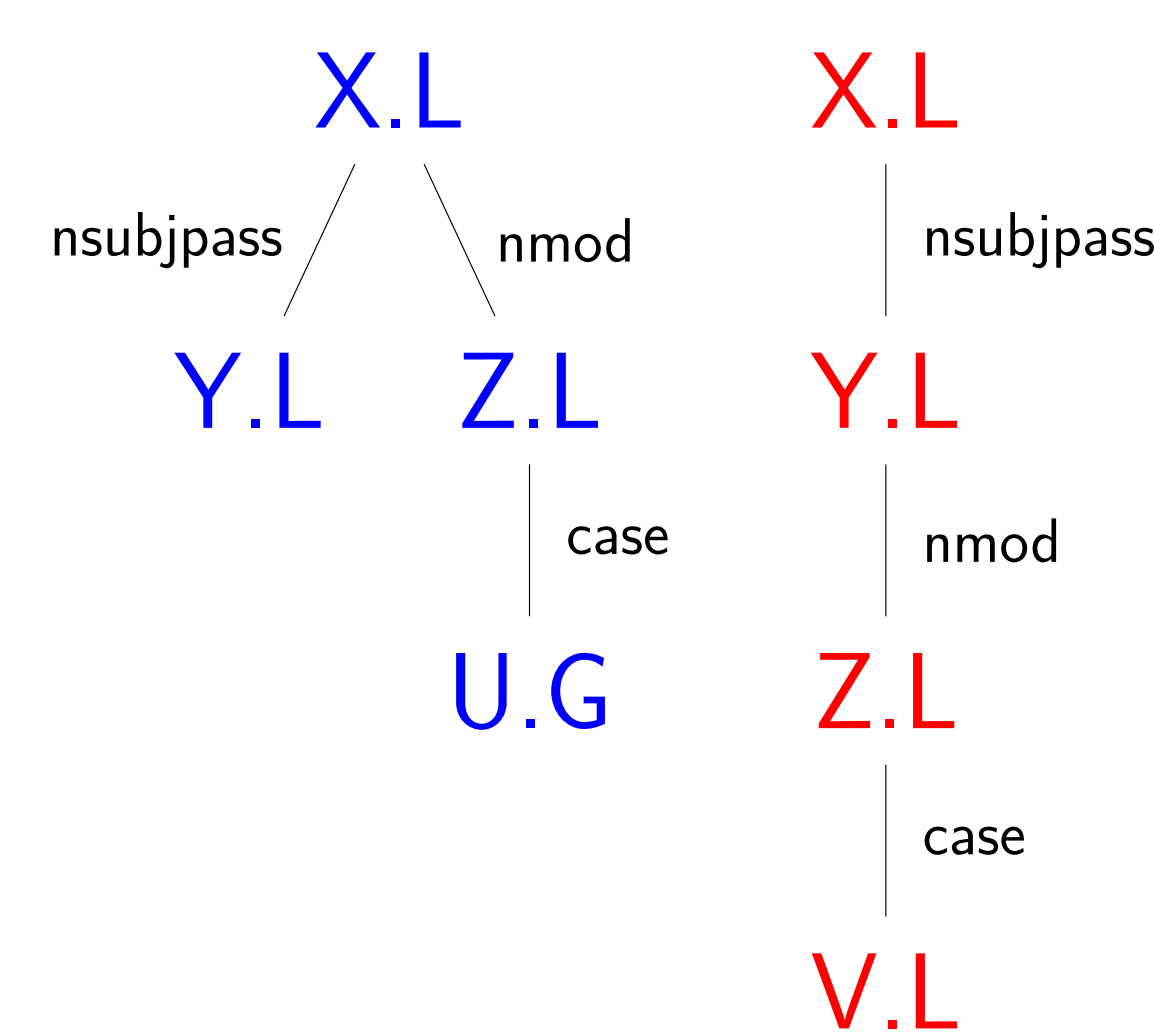 X.L X.L
nsubjpass nmod nsubjpass
Y.L Z.L Y.L
case nmod
U.G Z.L
case
V.L